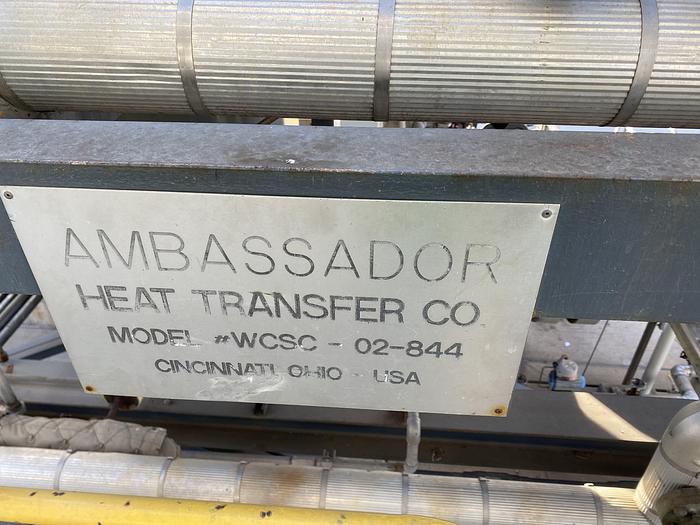 AMBASSADOR
HEAT TRANSFER CO
MODEL #WCSC - 02-844
CINCINNATI OHIO - USA